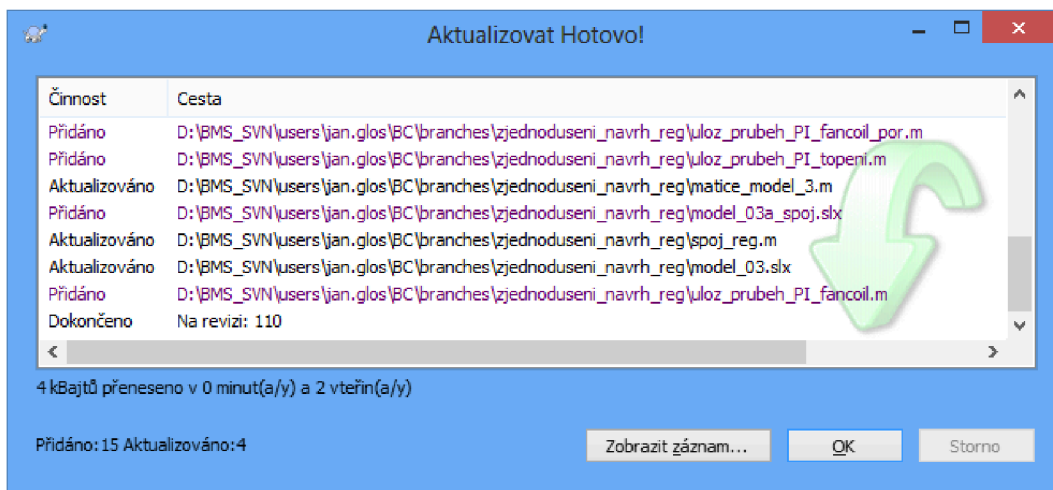 Aktualizovat Hotovo!
Činnost Cesta
Přidáno D:\BMS_SVN\users\jan.glos\BC\branches\zjednoduseni_navrh_reg\uloz_prubeh_PI_fancoil_por.m
Přidáno D:\BMS_SVN\users\jan.glos\BC\branches\zjednoduseni_navrh_reg\uloz_prubeh_PI_topeni.m
Aktualizováno D:\BMS_SVN\users\jan.glos\BC\branches\zjednoduseni_navrh_reg\matice_model_3.m
Přidáno D:\BMS_SVN\users\jan.glos\BC\branches\zjednoduseni_navrh_reg\model_03a_spoj.slx
Aktualizováno D:\BMS_SVN\users\jan.glos\BC\branches\zjednoduseni_navrh_reg\spoj_reg.m
Aktualizováno D:\BMS_SVN\users\jan.glos\BC\branches\zjednoduseni_navrh_reg\model_03.slx
Přidáno D:\BMS_SVN\users\jan.glos\BC\branches\zjednoduseni_navrh_reg\uloz_prubeh_PI_fancoil.m
Dokončeno Na revizi: 110
4 kBajtů přeneseno v 0 minut(a/y) a 2 vteřin(a/y)
Přidáno:15 Aktualizováno:4 Zobrazit záznam... OK Storno